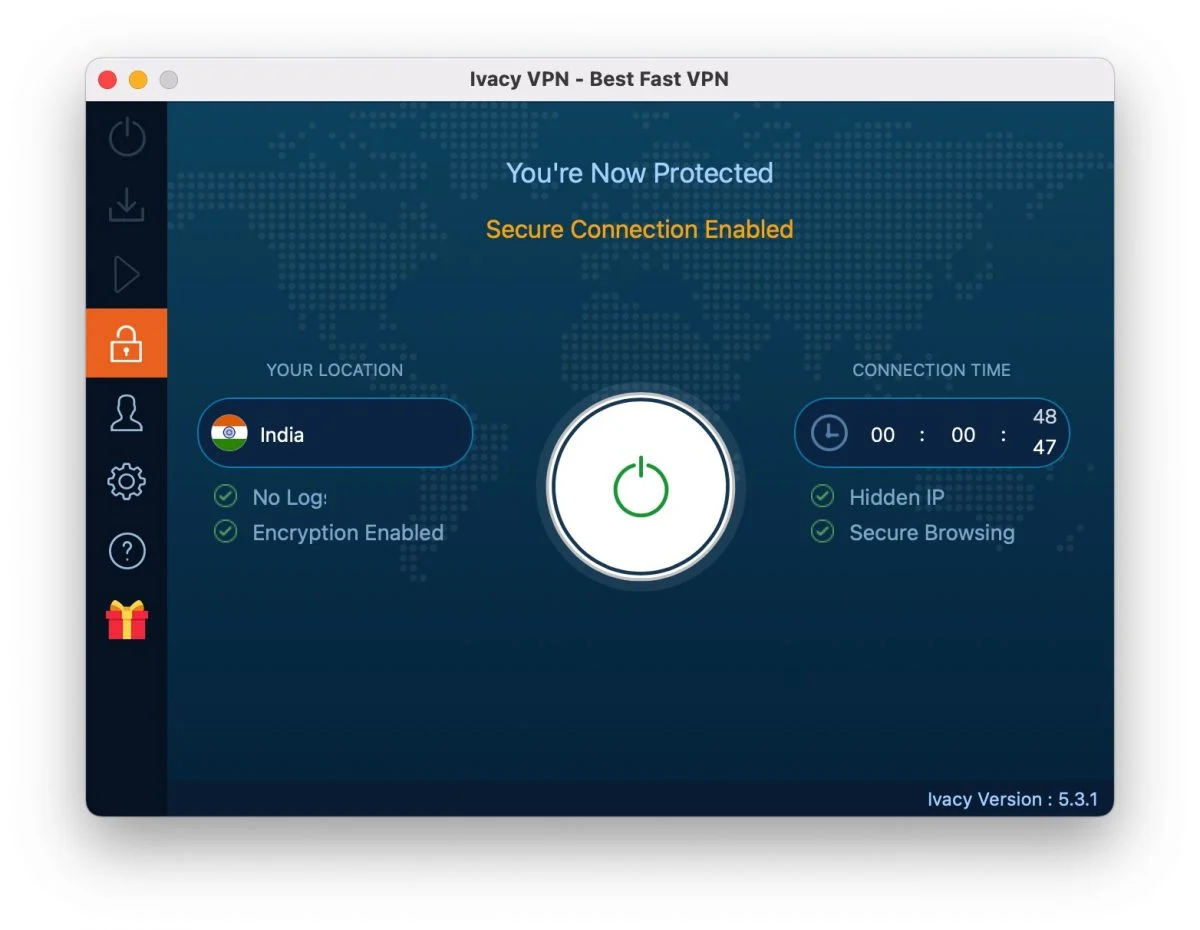 Ivacy VPN - Best Fast VPN
You're Now Protected
Secure Connection Enabled
YOUR LOCATION
India
No Logs
Encryption Enabled
CONNECTION TIME
00 : 00 : 48
47
Hidden IP
Secure Browsing
?
Ivacy Version : 5.3.1